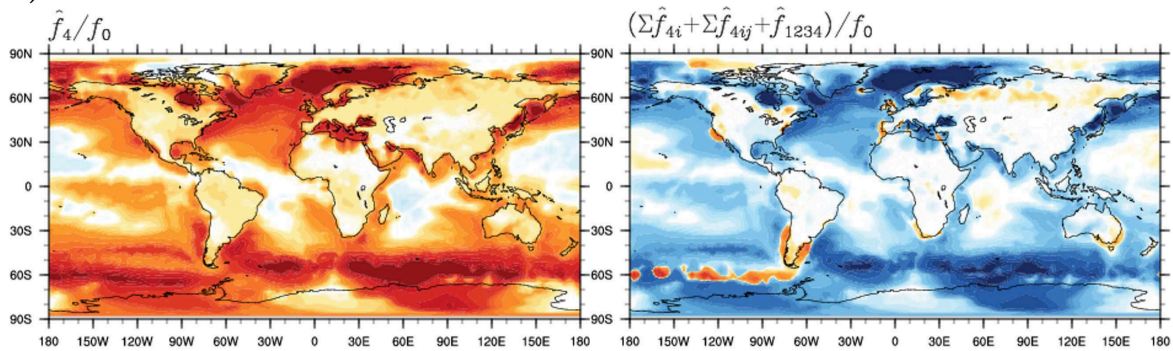 f̂₄/f₀
(Σf̂₄ᵢ+Σf̂₄ᵢⱼ+f̂₁₂₃₄)/f₀
90N 90N
60N 60N
30N 30N
0 0
30S 30S
60S 60S
90S 90S
180 150W 120W 90W 60W 30W 0 30E 60E 90E 120E 150E 180
180 150W 120W 90W 60W 30W 0 30E 60E 90E 120E 150E 180